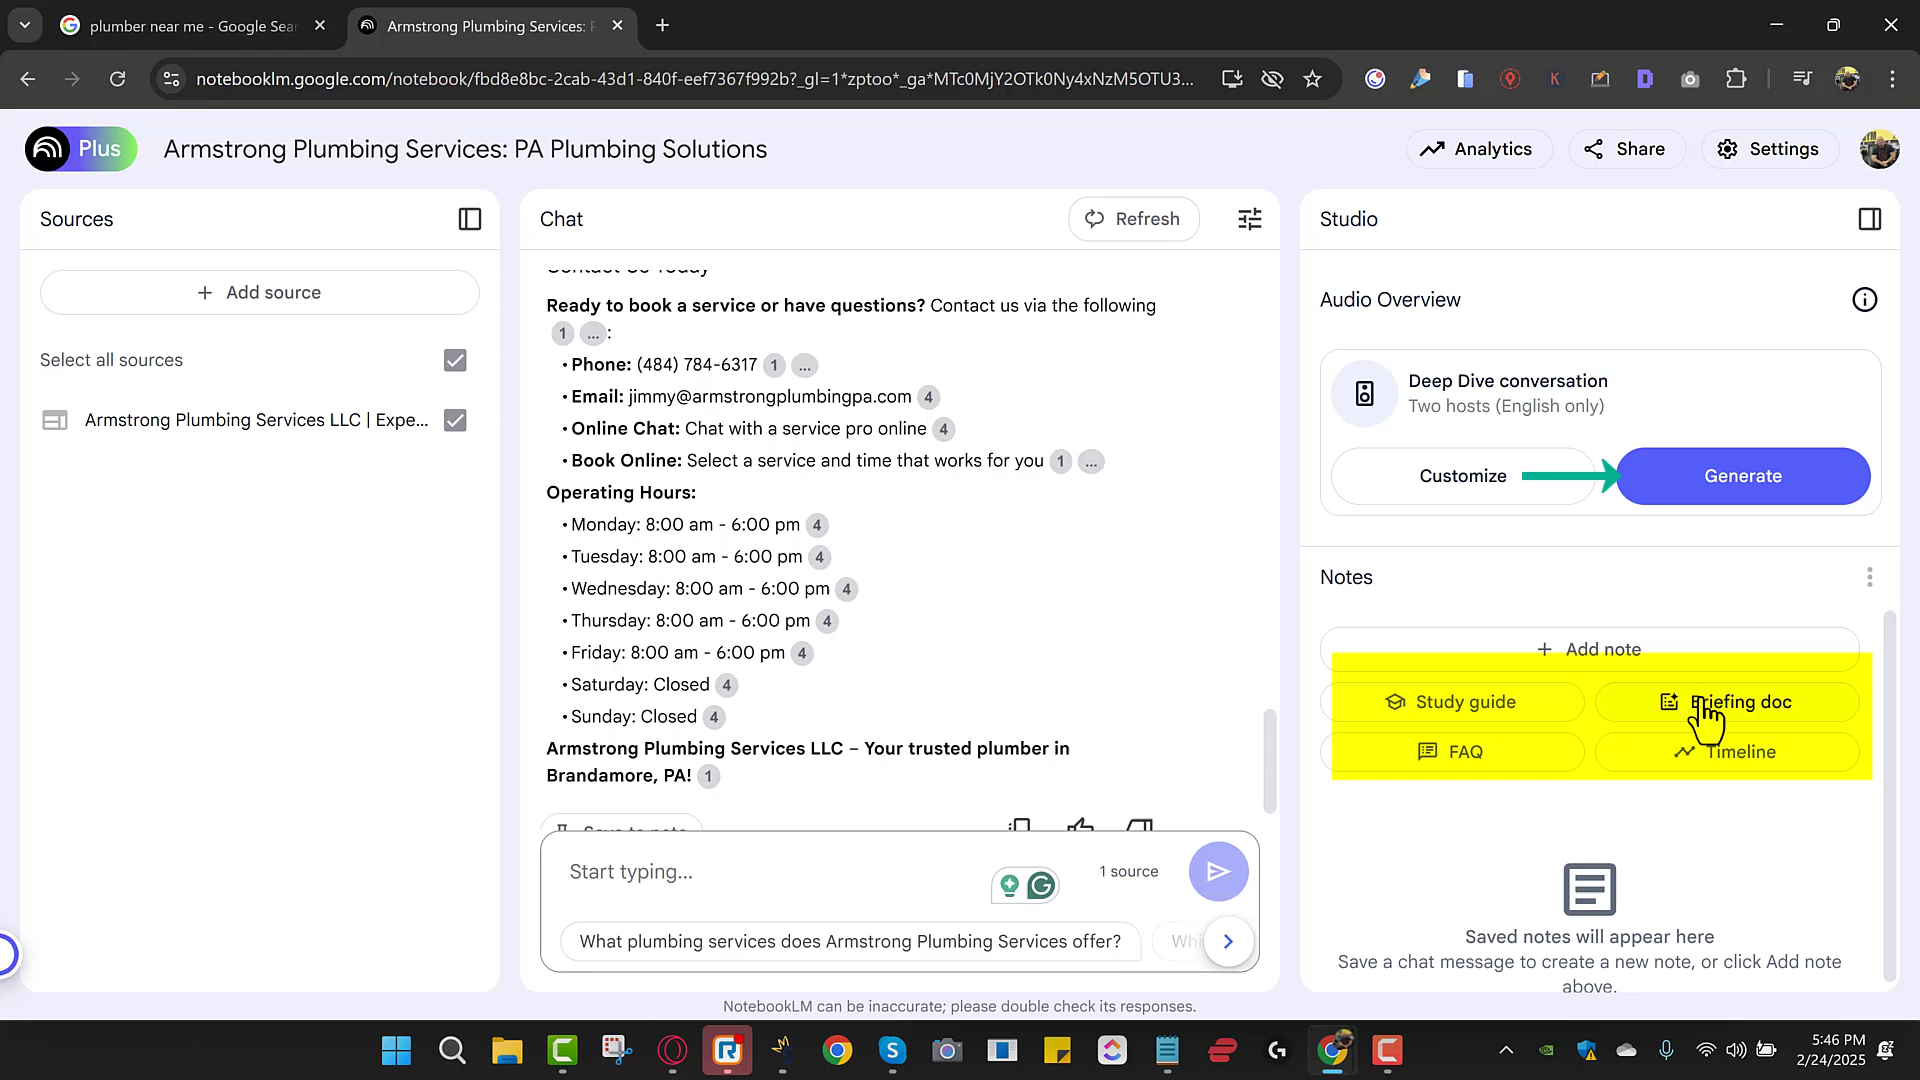 plumber near me - Google Sear
Armstrong Plumbing Services: P
notebooklm.google.com/notebook/fbd8e8bc-2cab-43d1-840f-eef7367f992b?_gl=1*zptoo*_ga*MTc0MjY2OTk0Ny4xNzM5OTU3...
Plus
Armstrong Plumbing Services: PA Plumbing Solutions
Analytics
Share
Settings
Sources
Add source
Select all sources
Armstrong Plumbing Services LLC | Expe...
Chat
Refresh
Contact Us Today
Ready to book a service or have questions? Contact us via the following
1 ... :
• Phone: (484) 784-6317 1 ...
• Email: jimmy@armstrongplumbingpa.com 4
• Online Chat: Chat with a service pro online 4
• Book Online: Select a service and time that works for you 1 ...
Operating Hours:
• Monday: 8:00 am - 6:00 pm 4
• Tuesday: 8:00 am - 6:00 pm 4
• Wednesday: 8:00 am - 6:00 pm 4
• Thursday: 8:00 am - 6:00 pm 4
• Friday: 8:00 am - 6:00 pm 4
• Saturday: Closed 4
• Sunday: Closed 4
Armstrong Plumbing Services LLC – Your trusted plumber in
Brandamore, PA! 1
Save to note
Start typing...
1 source
What plumbing services does Armstrong Plumbing Services offer?
Whi
NotebookLM can be inaccurate; please double check its responses.
Studio
Audio Overview
Deep Dive conversation
Two hosts (English only)
Customize
Generate
Notes
Add note
Study guide
Briefing doc
FAQ
Timeline
Saved notes will appear here
Save a chat message to create a new note, or click Add note
above.
5:46 PM
2/24/2025